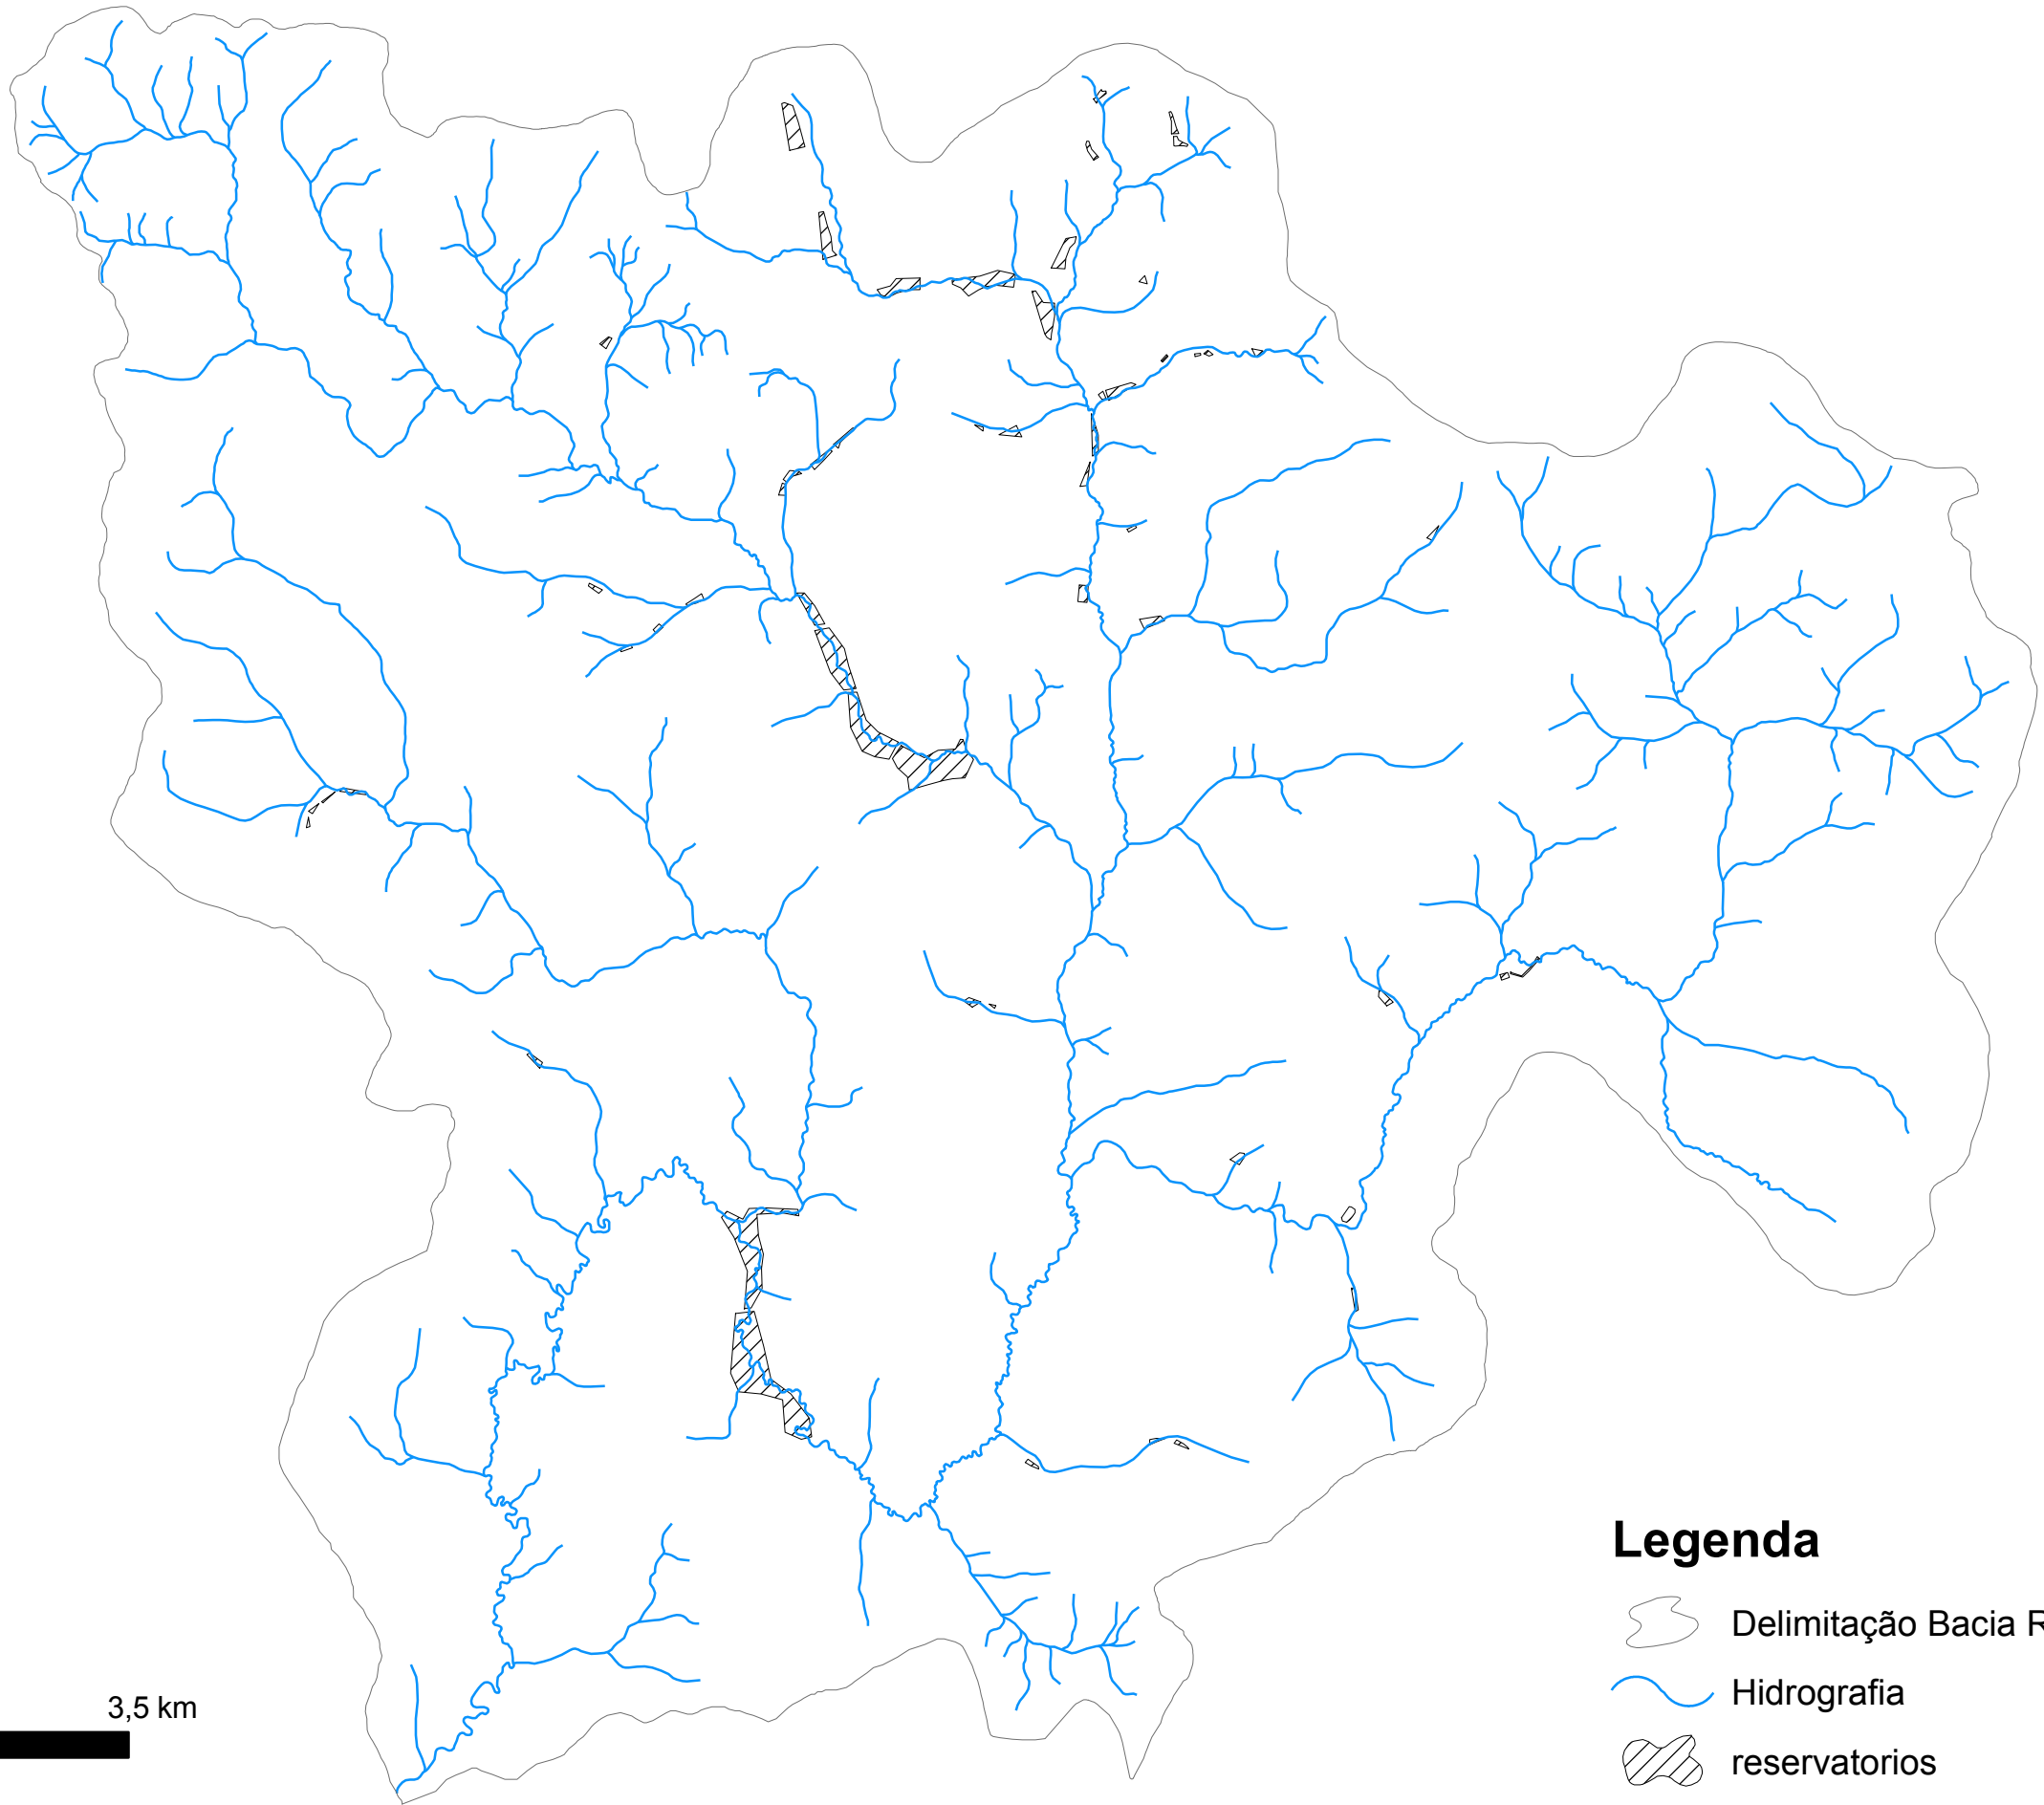 Legenda
Delimitação Bacia R
Hidrografia
3,5 km
reservatorios